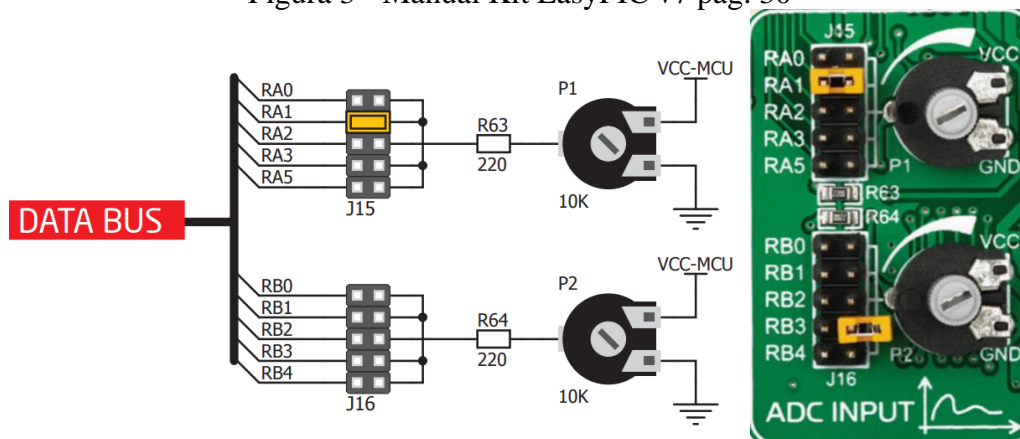 Figura 3 - Manual Kit EasyPIC v7 pag. 36
RA0
RA1
RA2
RA3
RA5
J15
R63
220
P1
10K
VCC-MCU
DATA BUS
RB0
RB1
RB2
RB3
RB4
J16
R64
220
P2
10K
VCC-MCU
J15
VCC
RA0
RA1
RA2
RA3
RA5
P1
GND
R63
R64
RB0
RB1
RB2
RB3
RB4
VCC
P2
GND
J16
ADC INPUT